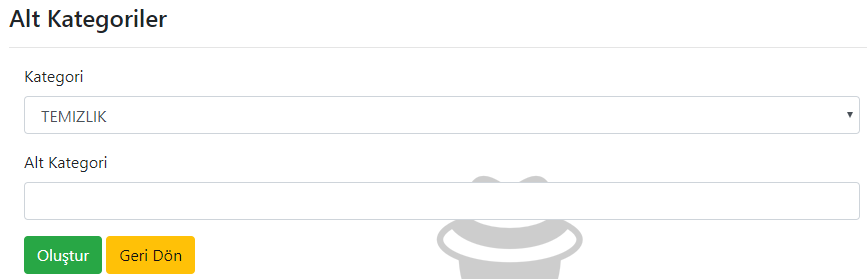 Alt Kategoriler
Kategori
TEMIZLIK
Alt Kategori
Oluştur Geri Dön